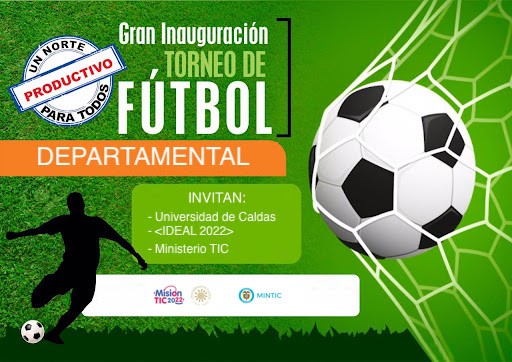 UN NORTE
PRODUCTIVO
PARA TODOS
Gran Inauguración
TORNEO DE
FÚTBOL
DEPARTAMENTAL
INVITAN:
- Universidad de Caldas
- <IDEAL 2022>
- Ministerio TIC
Misión
TIC 2022
MINTIC